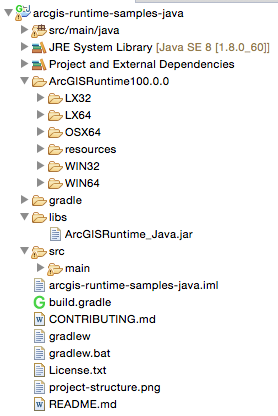 arcgis-runtime-samples-java
src/main/java
JRE System Library [Java SE 8 [1.8.0_60]]
Project and External Dependencies
ArcGISRuntime100.0.0
LX32
LX64
OSX64
resources
WIN32
WIN64
gradle
libs
ArcGISRuntime_Java.jar
src
main
arcgis-runtime-samples-java.iml
build.gradle
CONTRIBUTING.md
gradlew
gradlew.bat
License.txt
project-structure.png
README.md